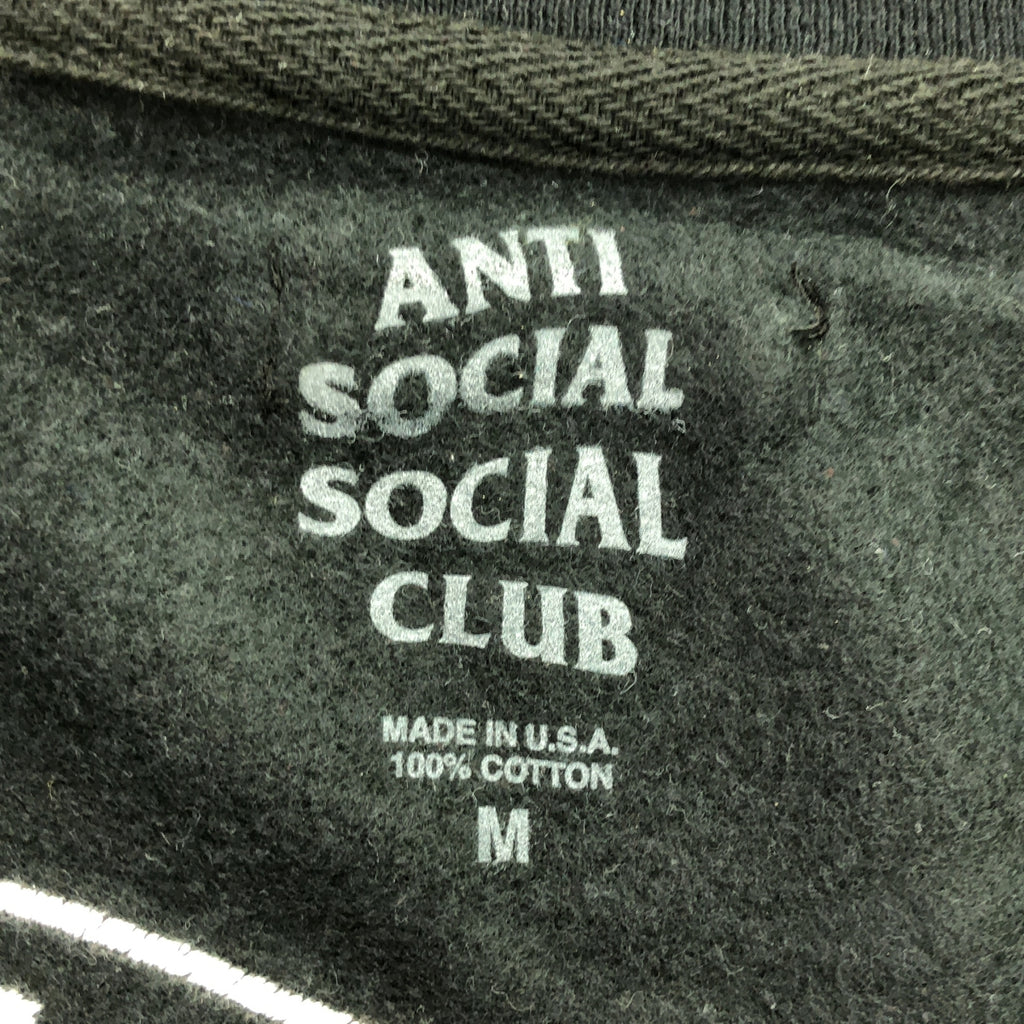 ANTI
SOCIAL
SOCIAL
CLUB
MADE IN U.S.A.
100% COTTON
M